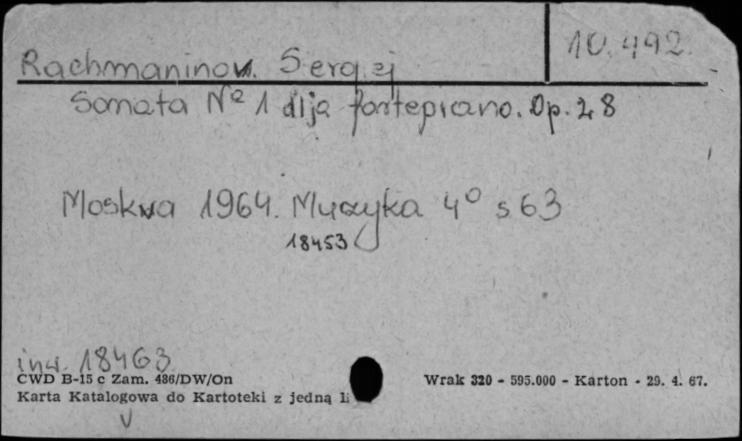 10.492
Rachmaninow. Sergiej
Sonata No 1 dlja fortepiano. Op. 28
Moskwa 1964. Muzyka 4° s 63
18453
inw. 18463
CWD B-15 c Zam. 486/DW/On
Wrak 320 - 595.000 - Karton - 29. 4. 67.
Karta Katalogowa do Kartoteki z jedną li
V